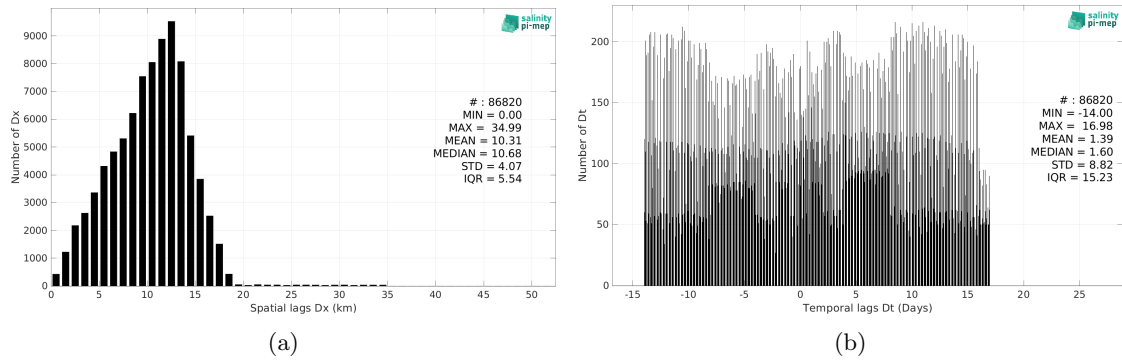 salinity
pi-mep
9000
8000
7000
6000
5000
4000
3000
2000
1000
0
Number of Dx
# : 86820
MIN = 0.00
MAX = 34.99
MEAN = 10.31
MEDIAN = 10.68
STD = 4.07
IQR = 5.54
0 5 10 15 20 25 30 35 40 45 50
Spatial lags Dx (km)
(a)
salinity
pi-mep
200
150
100
50
0
Number of Dt
# : 86820
MIN = -14.00
MAX = 16.98
MEAN = 1.39
MEDIAN = 1.60
STD = 8.82
IQR = 15.23
-15 -10 -5 0 5 10 15 20 25
Temporal lags Dt (Days)
(b)